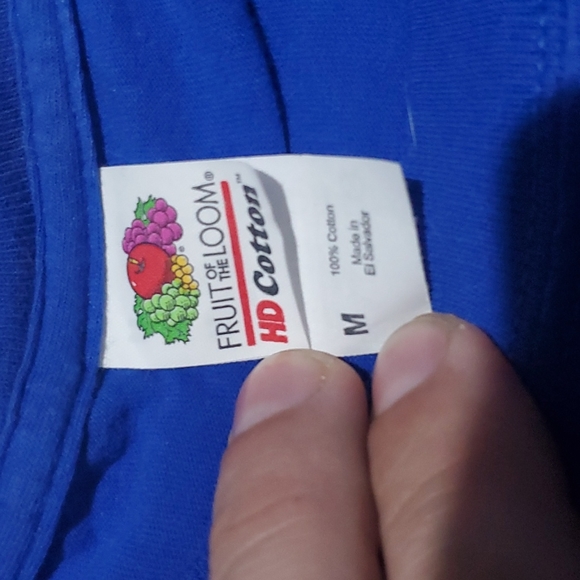 FRUIT OF THE LOOM®
HD Cotton™
100% Cotton
Made in
El Salvador
M